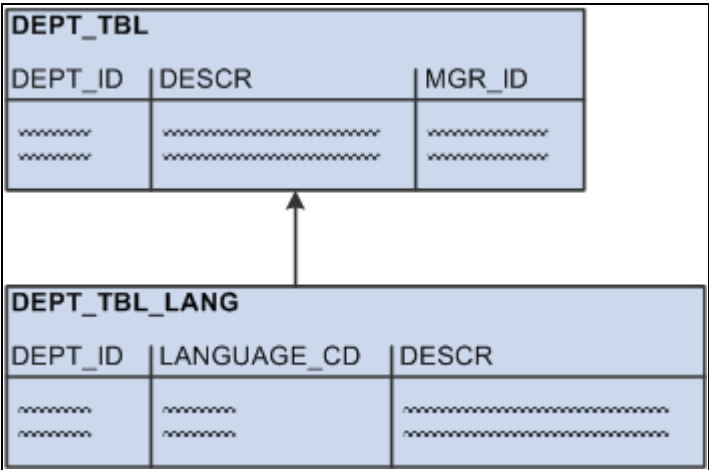 DEPT_TBL
DEPT_ID DESCR MGR_ID
DEPT_TBL_LANG
DEPT_ID LANGUAGE_CD DESCR